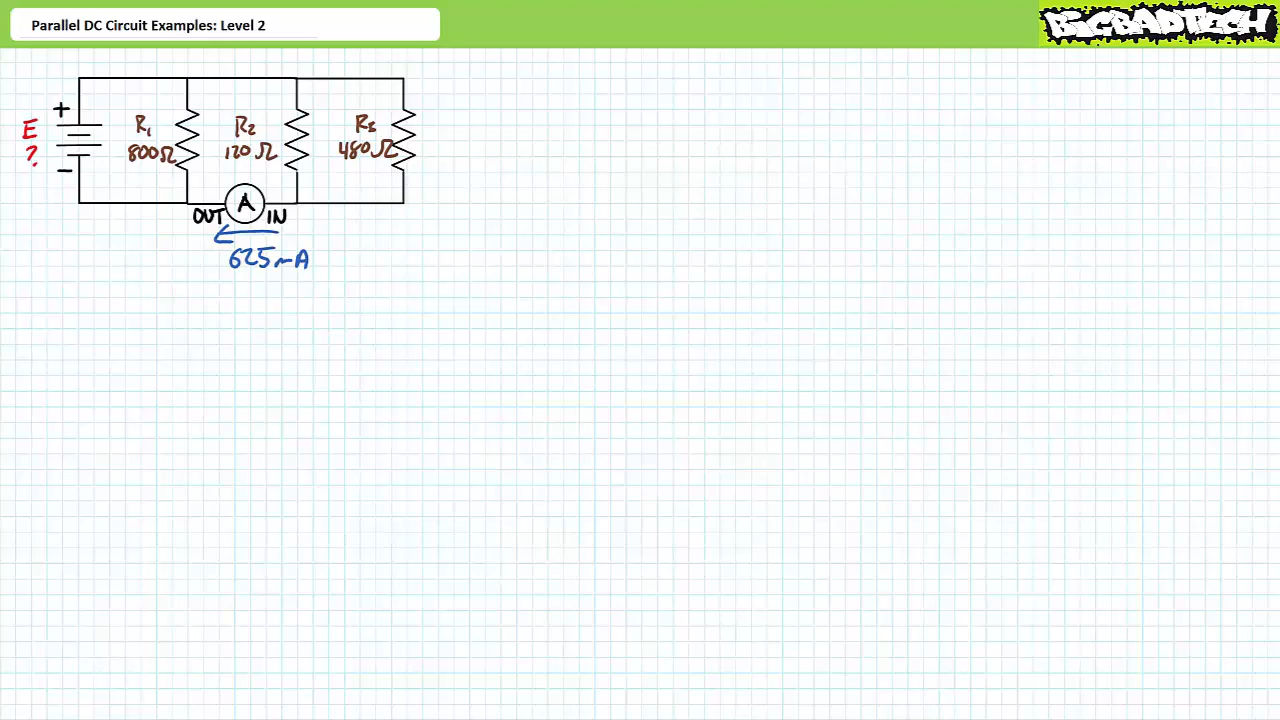 Parallel DC Circuit Examples: Level 2
BIGBADTECH
+
E
?
−
R1
800Ω
R2
120Ω
R3
480Ω
OUT A IN
625mA